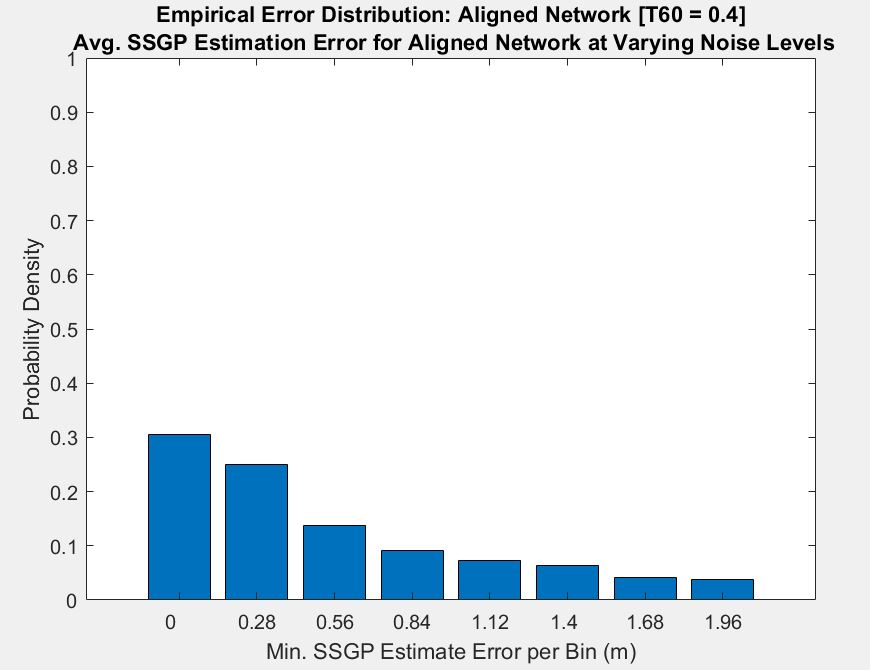 Empirical Error Distribution: Aligned Network [T60 = 0.4]
Avg. SSGP Estimation Error for Aligned Network at Varying Noise Levels
1
0.9
0.8
0.7
0.6
0.5
0.4
0.3
0.2
0.1
0
Probability Density
0 0.28 0.56 0.84 1.12 1.4 1.68 1.96
Min. SSGP Estimate Error per Bin (m)